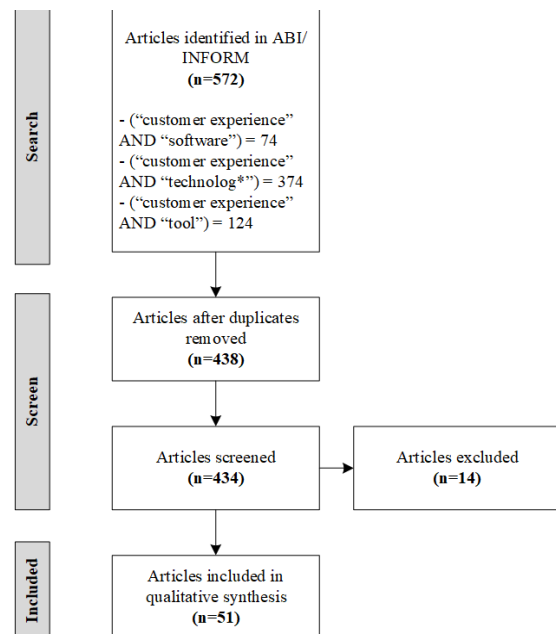 Search
Articles identified in ABI/
INFORM
(n=572)
- (“customer experience”
AND “software”) = 74
- (“customer experience”
AND “technolog*”) = 374
- (“customer experience”
AND “tool”) = 124
Screen
Articles after duplicates
removed
(n=438)
Articles screened
(n=434)
Articles excluded
(n=14)
Included
Articles included in
qualitative synthesis
(n=51)